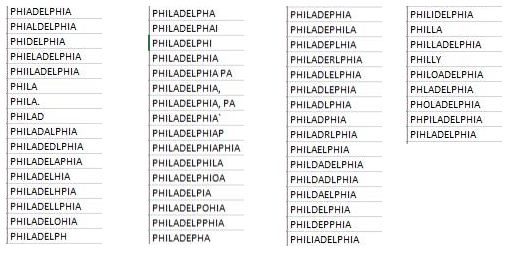 PHIADELPHIA
PHIALDELPHIA
PHIDELPHIA
PHIELADELPHIA
PHIILADELPHIA
PHILA
PHILA.
PHILAD
PHILADALPHIA
PHILADEDLPHIA
PHILADELAPHIA
PHILADELHIA
PHILADELHPIA
PHILADELLPHIA
PHILADELOHIA
PHILADELPH
PHILADELPHA
PHILADELPHAI
PHILADELPHI
PHILADELPHIA
PHILADELPHIA PA
PHILADELPHIA,
PHILADELPHIA, PA
PHILADELPHIA`
PHILADELPHIAP
PHILADELPHIAPHIA
PHILADELPHILA
PHILADELPHIOA
PHILADELPIA
PHILADELPOHIA
PHILADELPPHIA
PHILADEPHA
PHILADEPHIA
PHILADEPHILA
PHILADEPLHIA
PHILADERLPHIA
PHILADLELPHIA
PHILADLEPHIA
PHILADLPHIA
PHILADPHIA
PHILADRLPHIA
PHILAELPHIA
PHILDADELPHIA
PHILDADLPHIA
PHILDAELPHIA
PHILDELPHIA
PHILDEPPHIA
PHILIADELPHIA
PHILIDELPHIA
PHILLA
PHILLADELPHIA
PHILLY
PHILOADELPHIA
PHLADELPHIA
PHOLADELPHIA
PHPILADELPHIA
PIHLADELPHIA